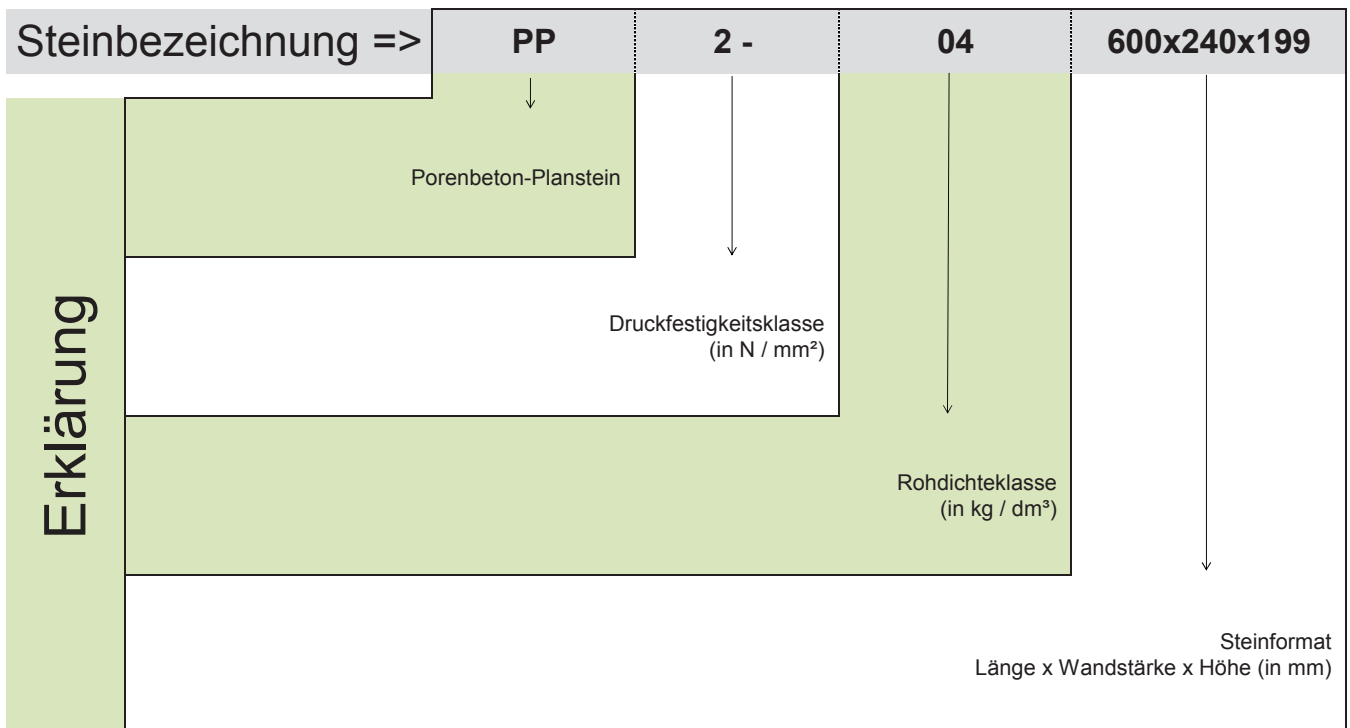 Steinbezeichnung => PP 2 - 04 600x240x199
Porenbeton-Planstein
Druckfestigkeitsklasse
(in N / mm²)
Rohdichteklasse
(in kg / dm³)
Steinformat
Länge x Wandstärke x Höhe (in mm)
Erklärung